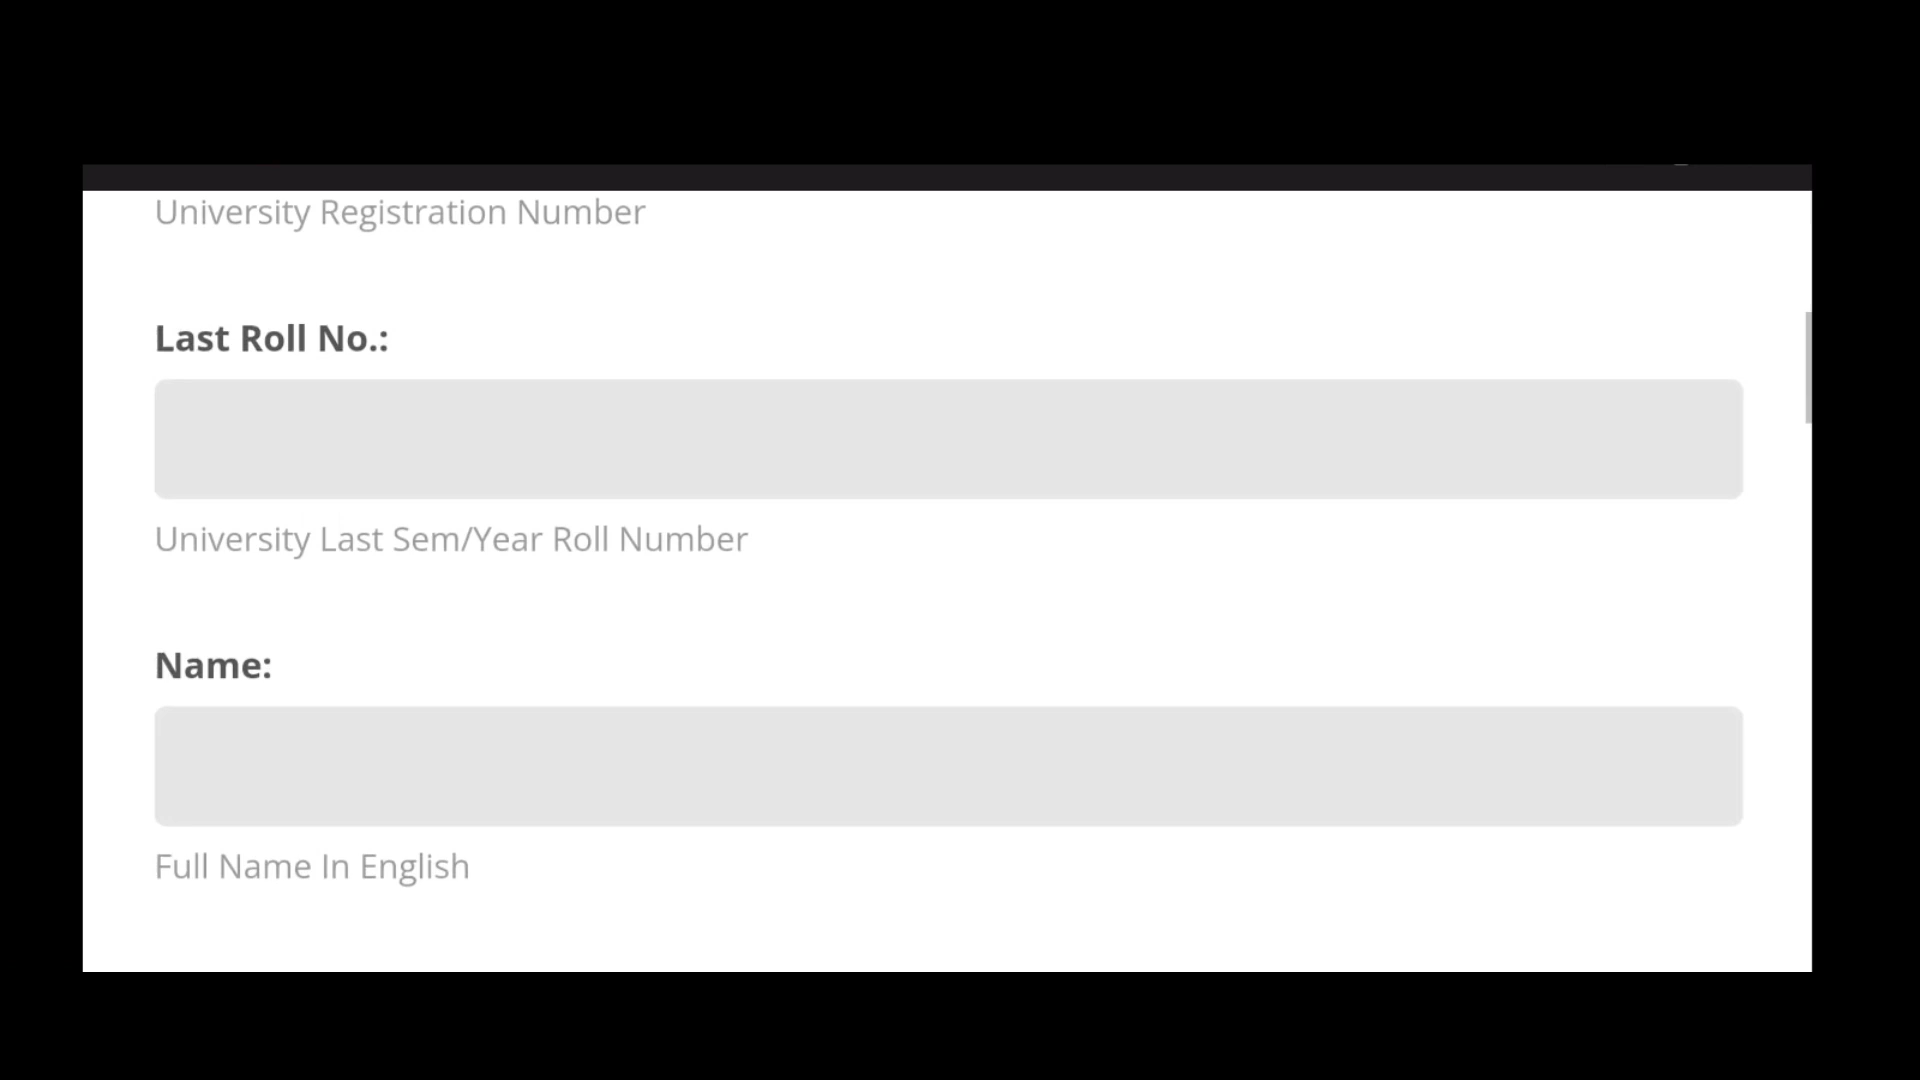 University Registration Number
Last Roll No.:
University Last Sem/Year Roll Number
Name:
Full Name In English